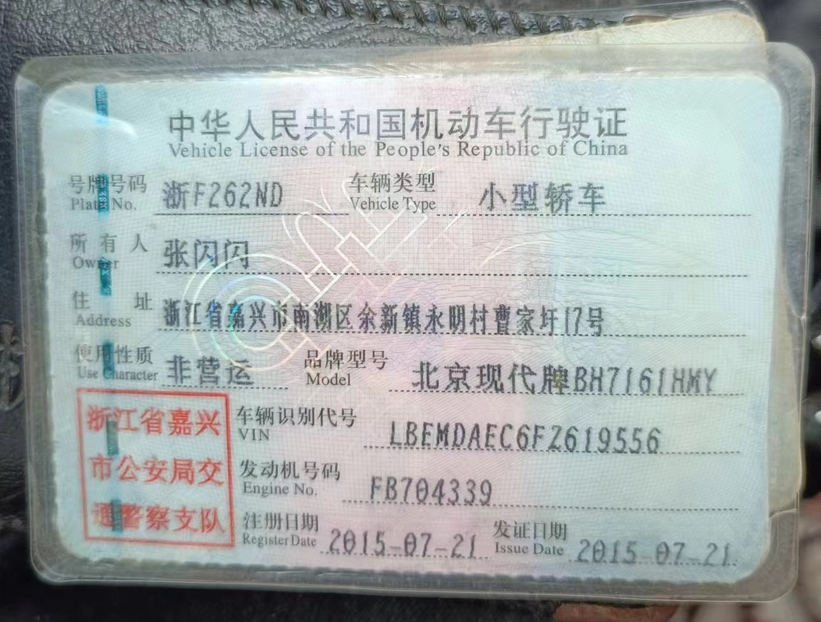 中华人民共和国机动车行驶证
Vehicle License of the People's Republic of China
号牌号码 浙F262ND 车辆类型 小型轿车
Plate No. Vehicle Type
所有人 张闪闪
Owner
住址 浙江省嘉兴市南湖区余新镇永明村曹家圩17号
Address
使用性质 非营运 品牌型号 北京现代牌BH7161HMY
Use Character Model
浙江省嘉兴 车辆识别代号 LBEMDAEC6FZ619556
VIN
市公安局交 发动机号码 FB704339
Engine No.
通警察支队 注册日期 2015-07-21 发证日期 2015-07-21
Register Date Issue Date